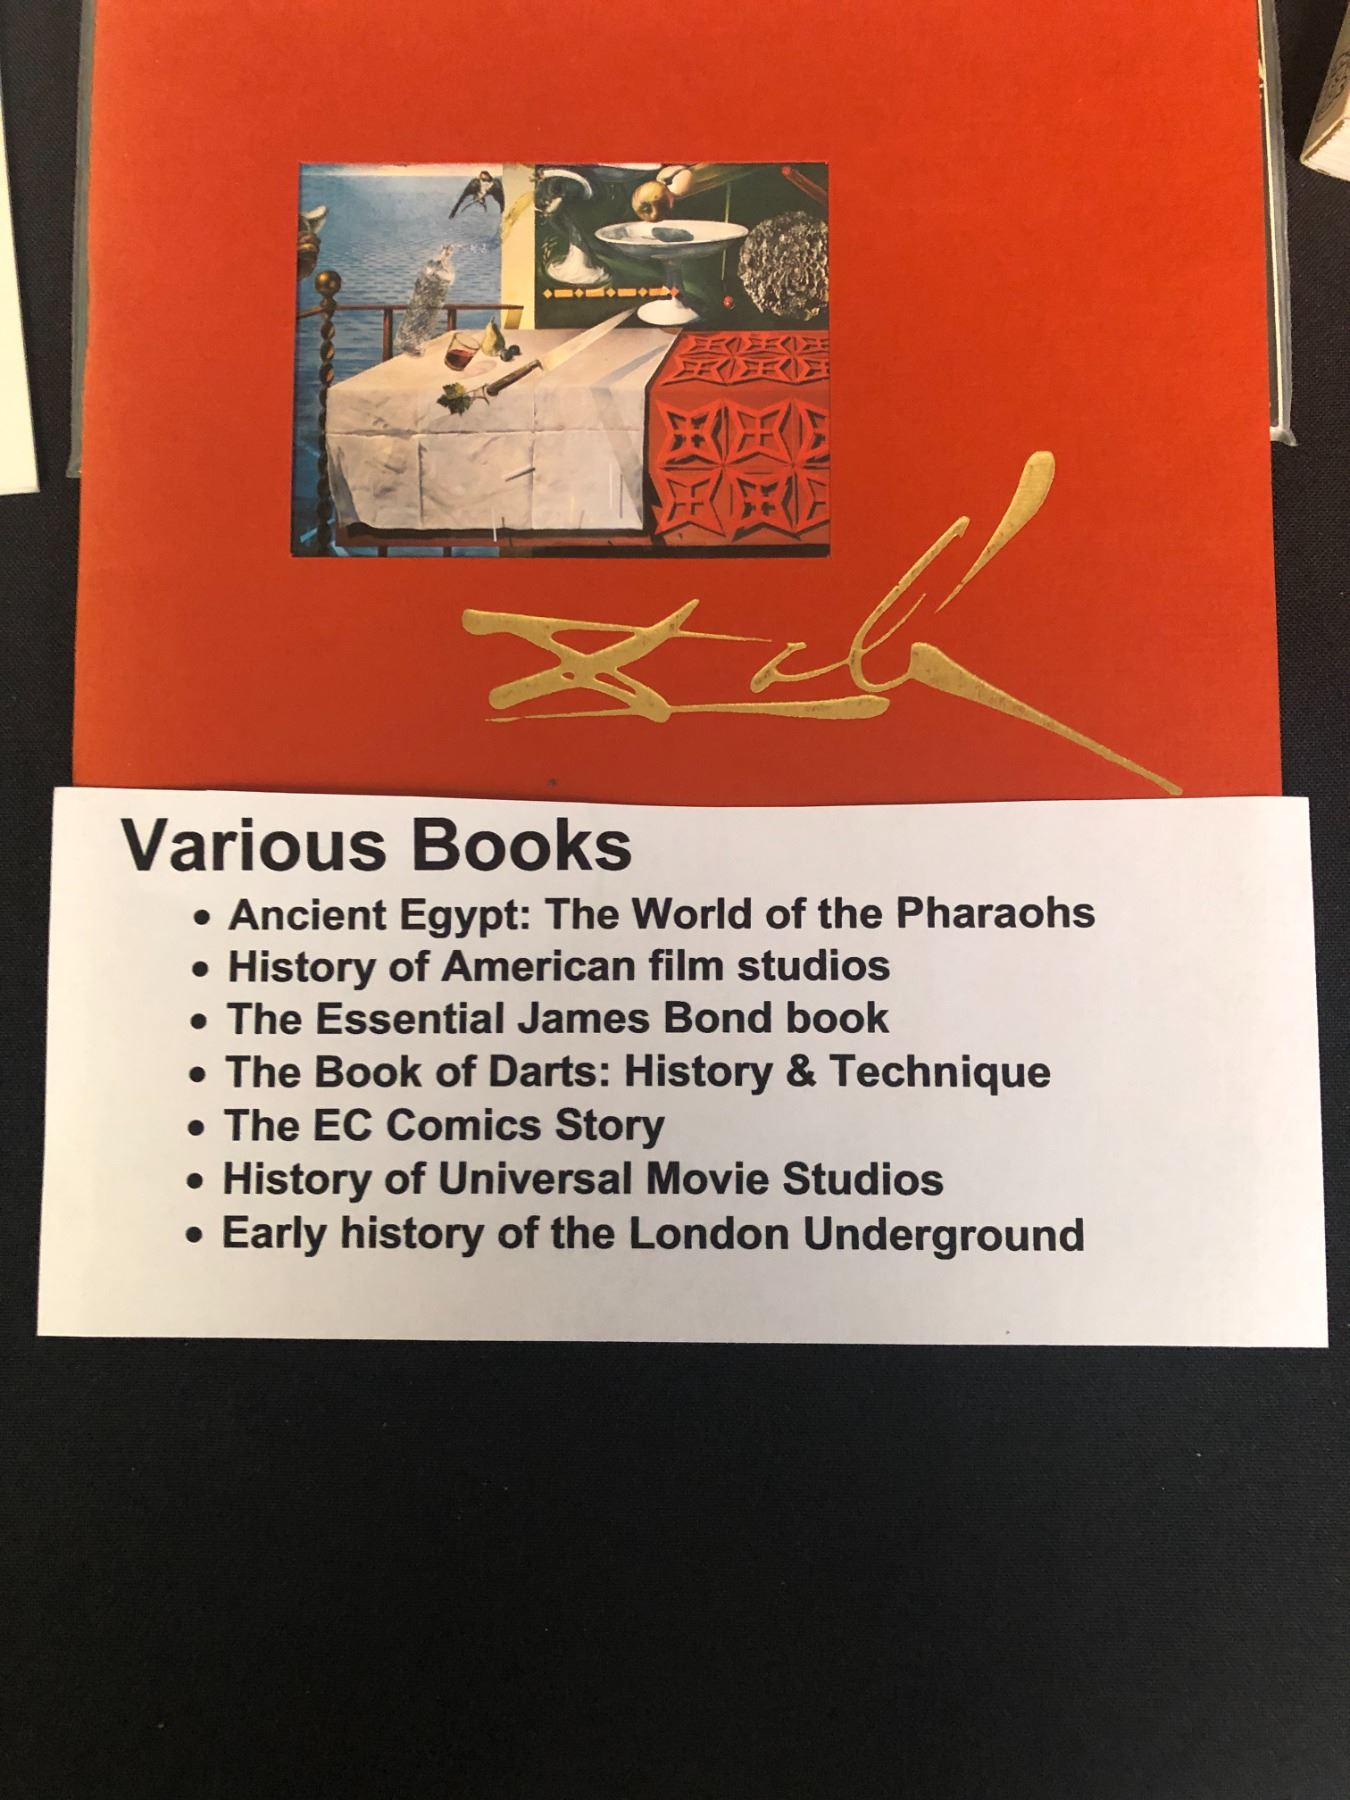 Dalí
Various Books
• Ancient Egypt: The World of the Pharaohs
• History of American film studios
• The Essential James Bond book
• The Book of Darts: History & Technique
• The EC Comics Story
• History of Universal Movie Studios
• Early history of the London Underground